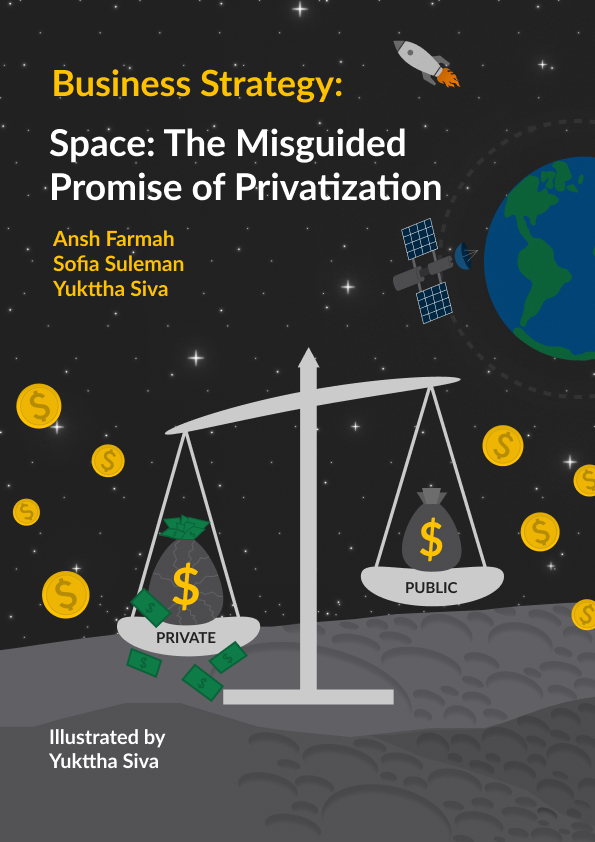 Business Strategy:
Space: The Misguided
Promise of Privatization
Ansh Farmah
Sofia Suleman
Yukttha Siva
$
$
PUBLIC
PRIVATE
Illustrated by
Yukttha Siva